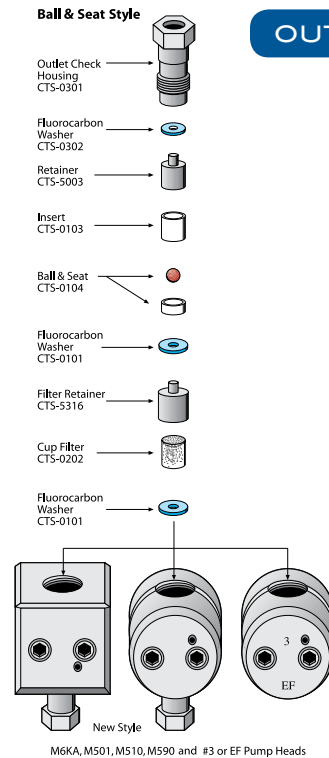 Ball & Seat Style
OUT
Outlet Check
Housing
CTS-0301
Fluorocarbon
Washer
CTS-0302
Retainer
CTS-5003
Insert
CTS-0103
Ball & Seat
CTS-0104
Fluorocarbon
Washer
CTS-0101
Filter Retainer
CTS-5316
Cup Filter
CTS-0202
Fluorocarbon
Washer
CTS-0101
3
EF
New Style
M6KA, M501, M510, M590 and #3 or EF Pump Heads